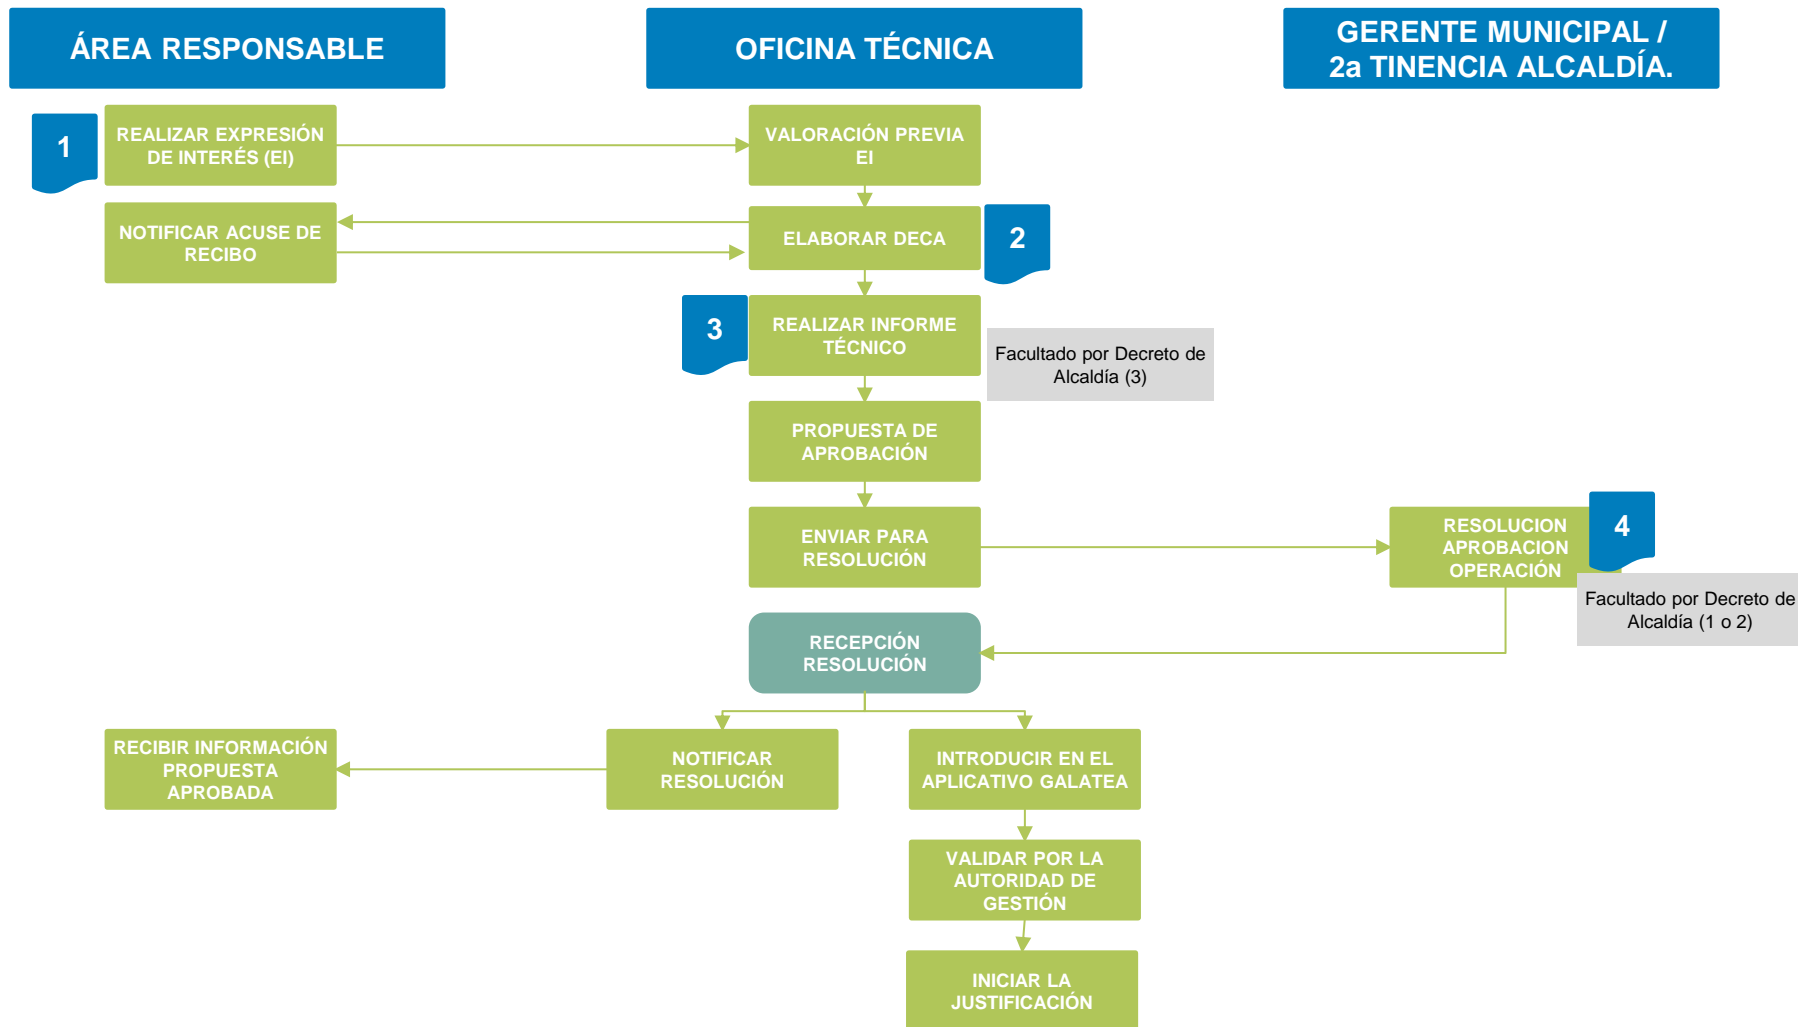 ÁREA RESPONSABLE
OFICINA TÉCNICA
GERENTE MUNICIPAL /
2a TINENCIA ALCALDÍA.
1
REALIZAR EXPRESIÓN
DE INTERÉS (EI)
VALORACIÓN PREVIA
EI
NOTIFICAR ACUSE DE
RECIBO
ELABORAR DECA
2
3
REALIZAR INFORME
TÉCNICO
Facultado por Decreto de
Alcaldía (3)
PROPUESTA DE
APROBACIÓN
ENVIAR PARA
RESOLUCIÓN
RESOLUCION
APROBACION
OPERACIÓN
4
Facultado por Decreto de
Alcaldía (1 o 2)
RECEPCIÓN
RESOLUCIÓN
RECIBIR INFORMACIÓN
PROPUESTA
APROBADA
NOTIFICAR
RESOLUCIÓN
INTRODUCIR EN EL
APLICATIVO GALATEA
VALIDAR POR LA
AUTORIDAD DE
GESTIÓN
INICIAR LA
JUSTIFICACIÓN